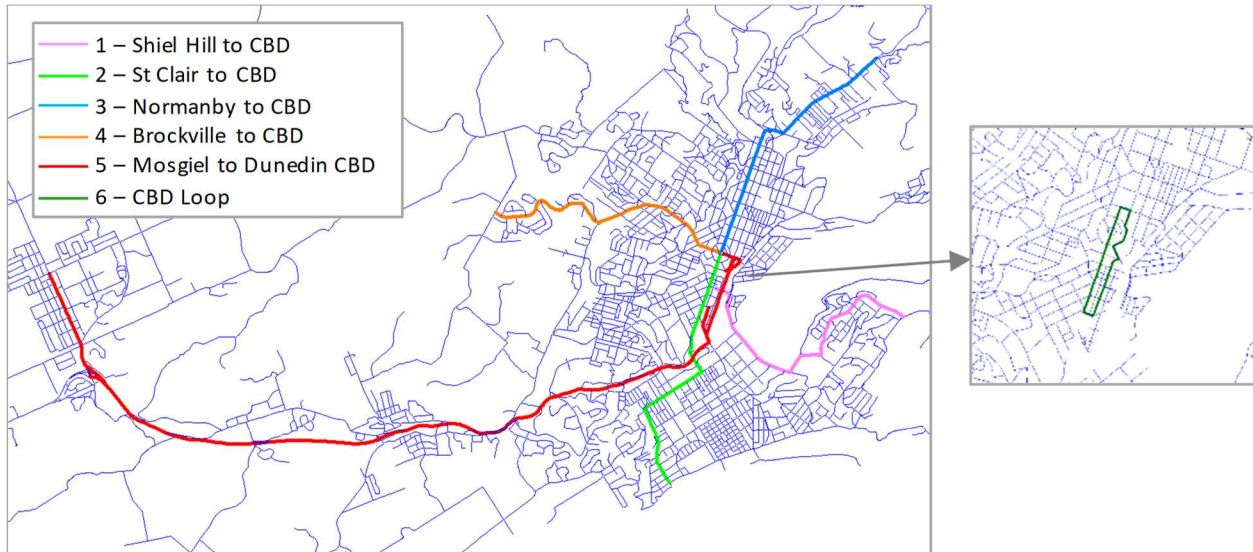 1 – Shiel Hill to CBD
2 – St Clair to CBD
3 – Normanby to CBD
4 – Brockville to CBD
5 – Mosgiel to Dunedin CBD
6 – CBD Loop